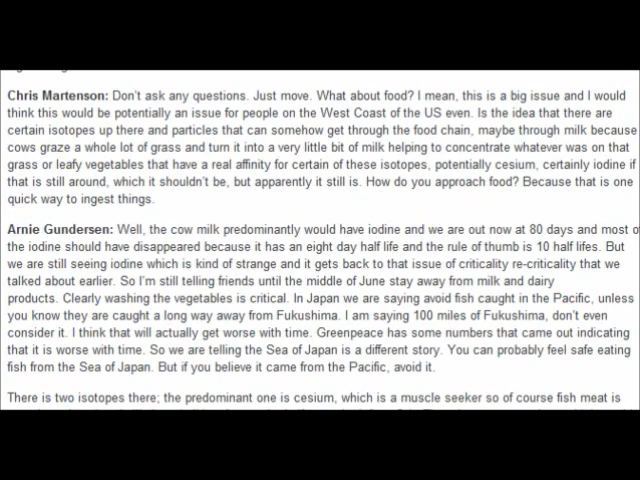 Chris Martenson: Don't ask any questions. Just move. What about food? I mean, this is a big issue and I would
think this would be potentially an issue for people on the West Coast of the US even. Is the idea that there are
certain isotopes up there and particles that can somehow get through the food chain, maybe through milk because
cows graze a whole lot of grass and turn it into a very little bit of milk helping to concentrate whatever was on that
grass or leafy vegetables that have a real affinity for certain of these isotopes, potentially cesium, certainly iodine if
that is still around, which it shouldn't be, but apparently it still is. How do you approach food? Because that is one
quick way to ingest things.
Arnie Gundersen: Well, the cow milk predominantly would have iodine and we are out now at 80 days and most o
the iodine should have disappeared because it has an eight day half life and the rule of thumb is 10 half lifes. But
we are still seeing iodine which is kind of strange and it gets back to that issue of criticality re-criticality that we
talked about earlier. So I'm still telling friends until the middle of June stay away from milk and dairy
products. Clearly washing the vegetables is critical. In Japan we are saying avoid fish caught in the Pacific, unless
you know they are caught a long way away from Fukushima. I am saying 100 miles of Fukushima, don't even
consider it. I think that will actually get worse with time. Greenpeace has some numbers that came out indicating
that it is worse with time. So we are telling the Sea of Japan is a different story. You can probably feel safe eating
fish from the Sea of Japan. But if you believe it came from the Pacific, avoid it.
There is two isotopes there; the predominant one is cesium, which is a muscle seeker so of course fish meat is